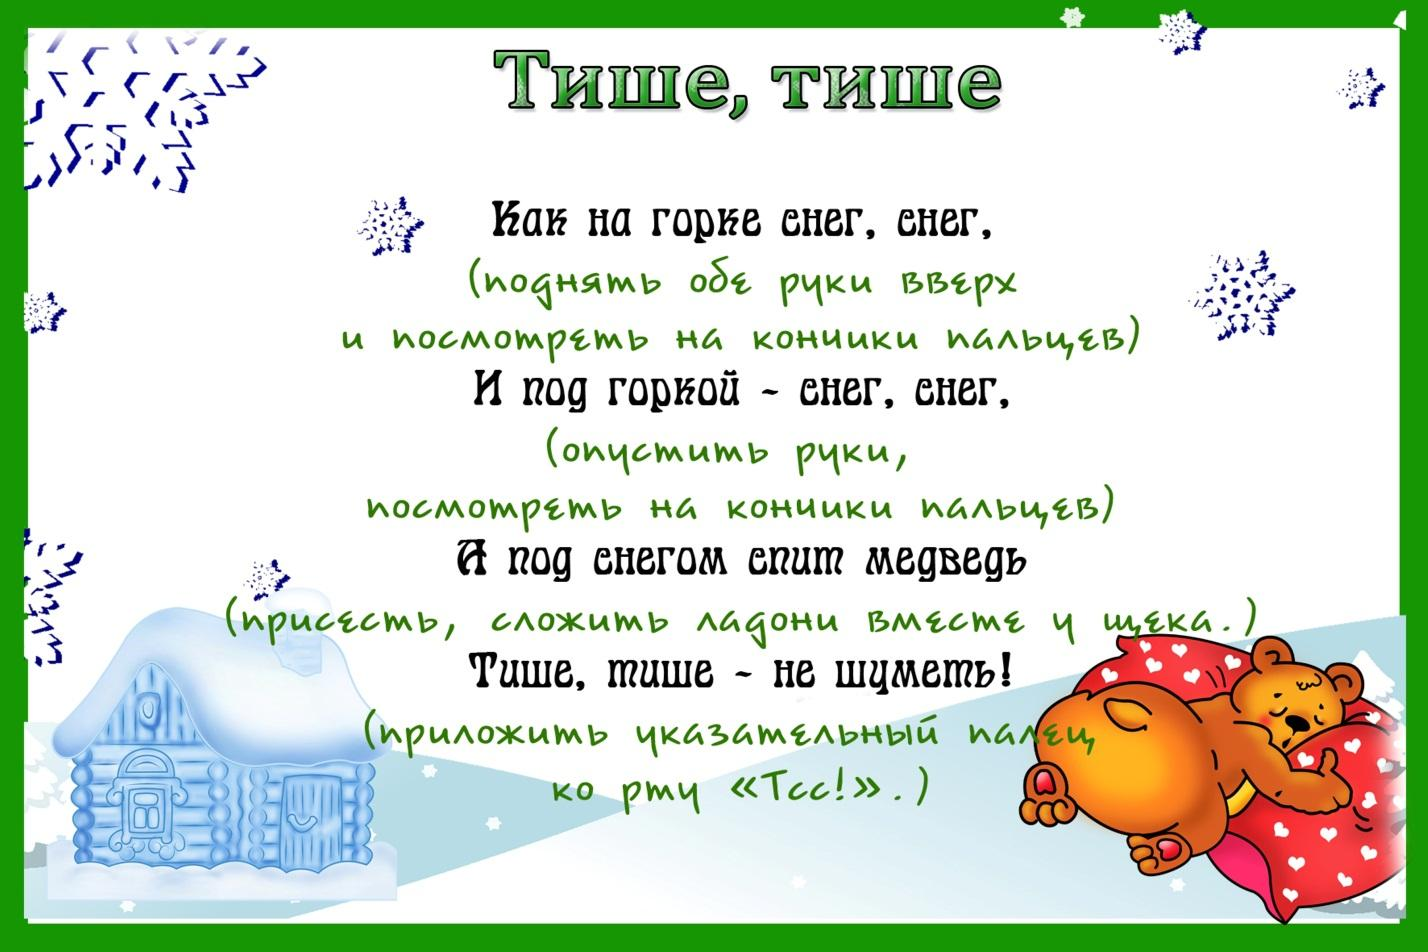 Тише, тише
Как на горке снег, снег,
(поднять обе руки вверх
и посмотреть на кончики пальцев)
И под горкой - снег, снег,
(опустить руки,
посмотреть на кончики пальцев)
А под снегом спит медведь
(присесть, сложить ладони вместе у щека.)
Тише, тише - не шуметь!
(приложить указательный палец
ко рту «Тсс!».)